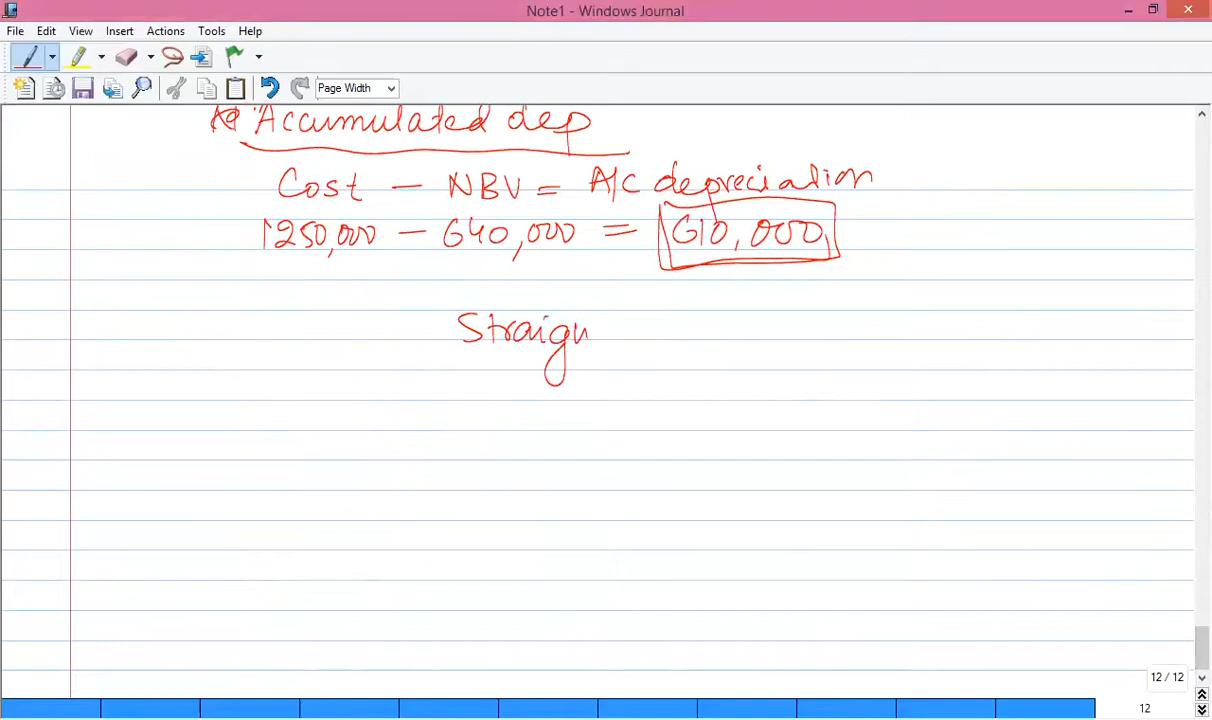 Note1 - Windows Journal
File Edit View Insert Actions Tools Help
Page Width
Accumulated dep
Cost - NBV = A/C depreciation
1250,000 - 640,000 = 610,000
Straign
12 / 12
12